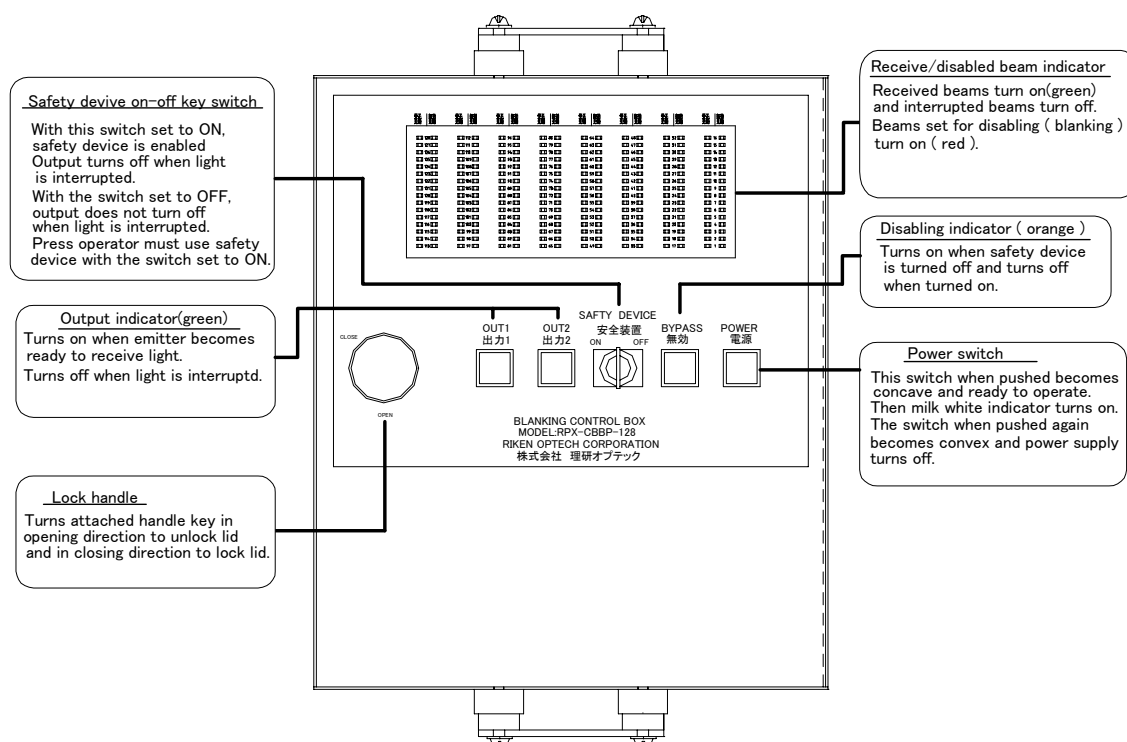 Safety devive on-off key switch
With this switch set to ON,
safety device is enabled
Output turns off when light
is interrupted.
With the switch set to OFF,
output does not turn off
when light is interrupted.
Press operator must use safety
device with the switch set to ON.
Output indicator(green)
Turns on when emitter becomes
ready to receive light.
Turns off when light is interruptd.
Lock handle
Turns attached handle key in
opening direction to unlock lid
and in closing direction to lock lid.
CLOSE
OPEN
OUT1
出力1
OUT2
出力2
SAFTY DEVICE
安全装置
ON
OFF
BYPASS
無効
POWER
電源
BLANKING CONTROL BOX
MODEL:RPX-CBBP-128
RIKEN OPTECH CORPORATION
株式会社 理研オプテック
Receive/disabled beam indicator
Received beams turn on(green)
and interrupted beams turn off.
Beams set for disabling ( blanking )
turn on ( red ).
Disabling indicator ( orange )
Turns on when safety device
is turned off and turns off
when turned on.
Power switch
This switch when pushed becomes
concave and ready to operate.
Then milk white indicator turns on.
The switch when pushed again
becomes convex and power supply
turns off.